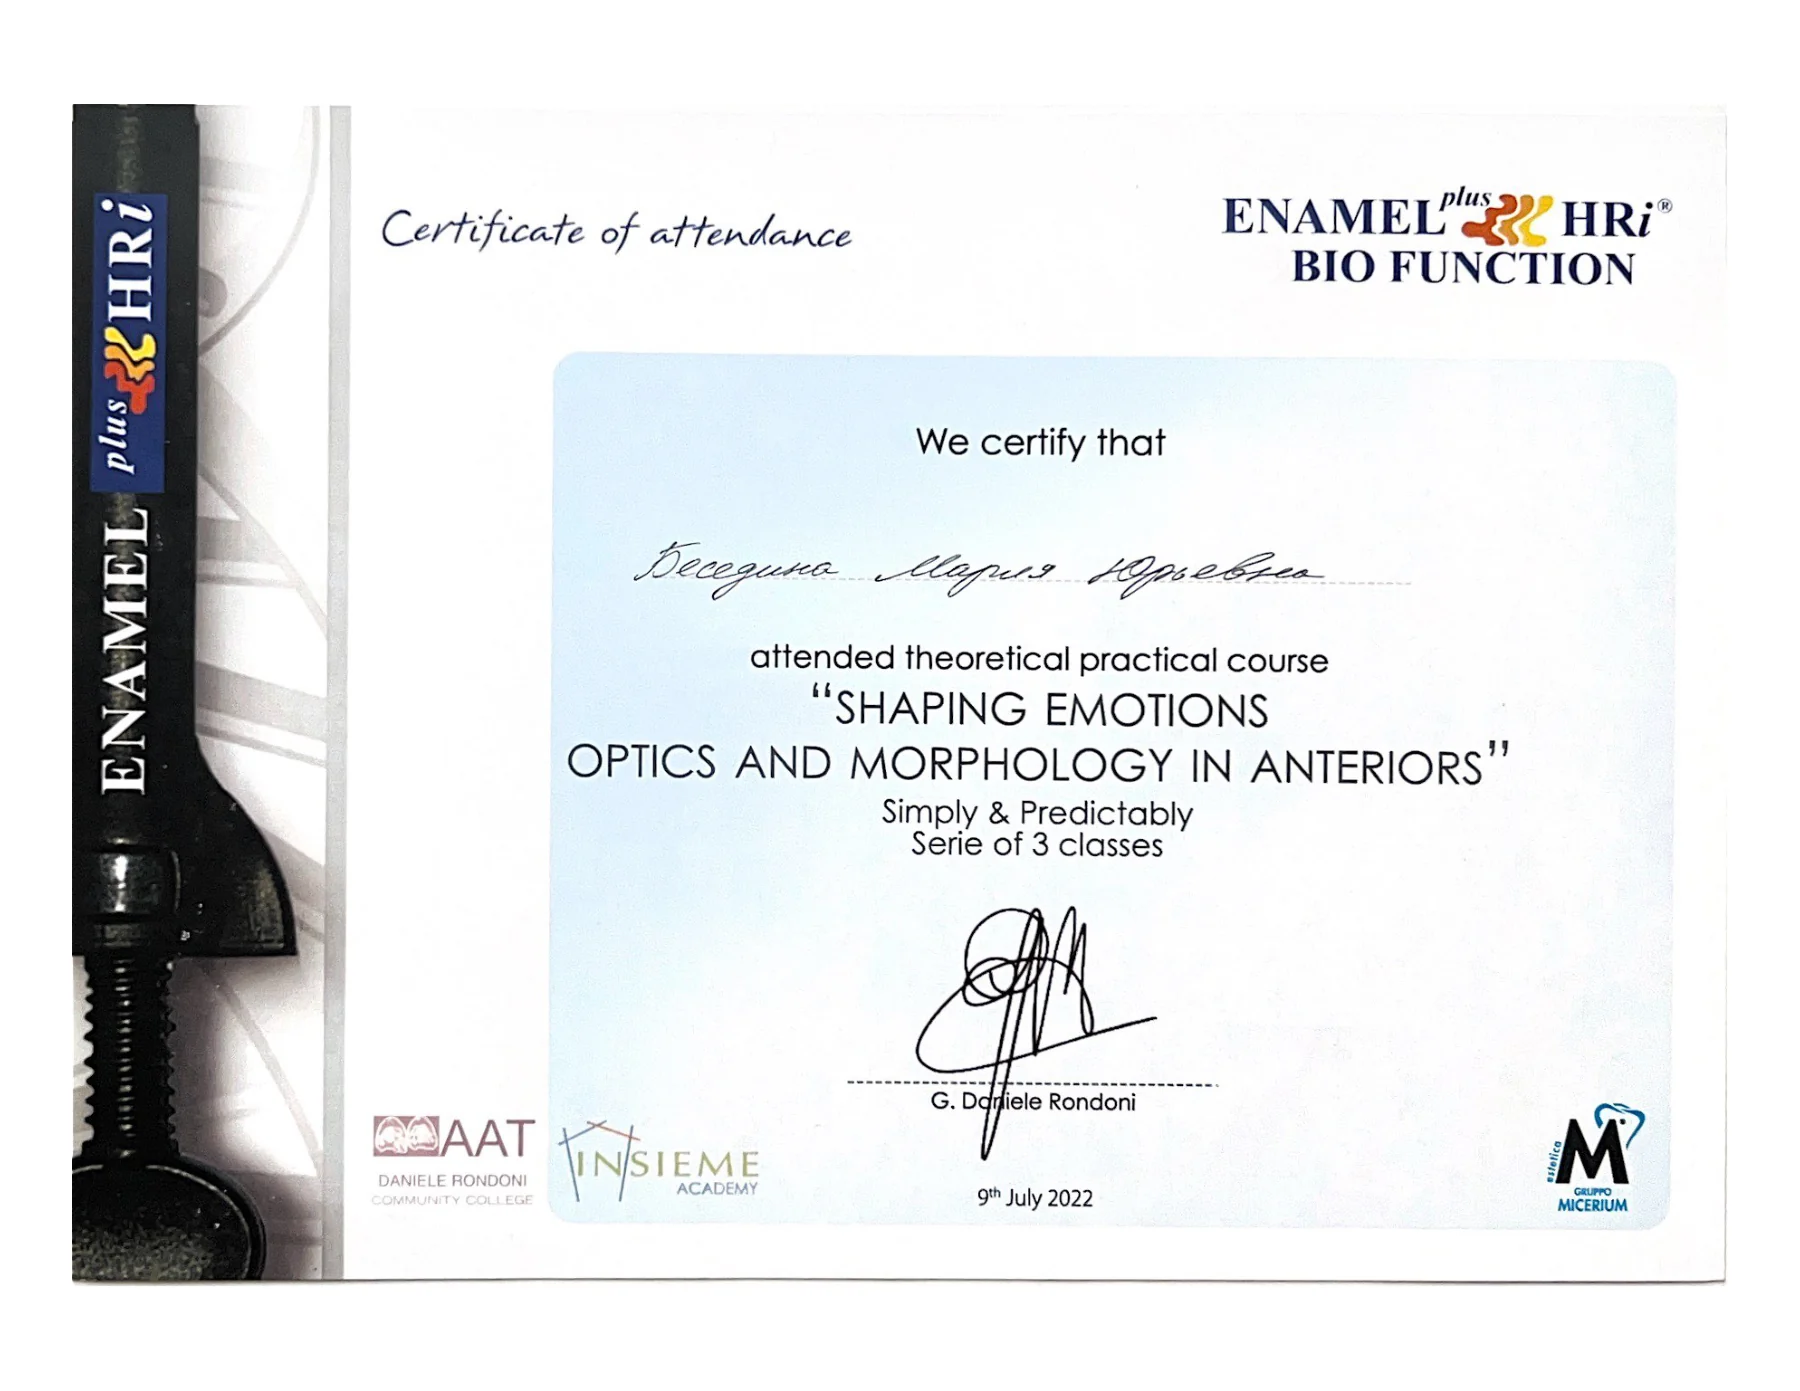 ENAMEL plus HRi
Certificate of attendance
ENAMEL plus HRi®
BIO FUNCTION
We certify that
Беседина Мария Юрьевна
attended theoretical practical course
“SHAPING EMOTIONS
OPTICS AND MORPHOLOGY IN ANTERIORS”
Simply & Predictably
Serie of 3 classes
G. Daniele Rondoni
9th July 2022
AAT
DANIELE RONDONI
COMMUNITY COLLEGE
INSIEME
ACADEMY
estetica
M
GRUPPO
MICERIUM